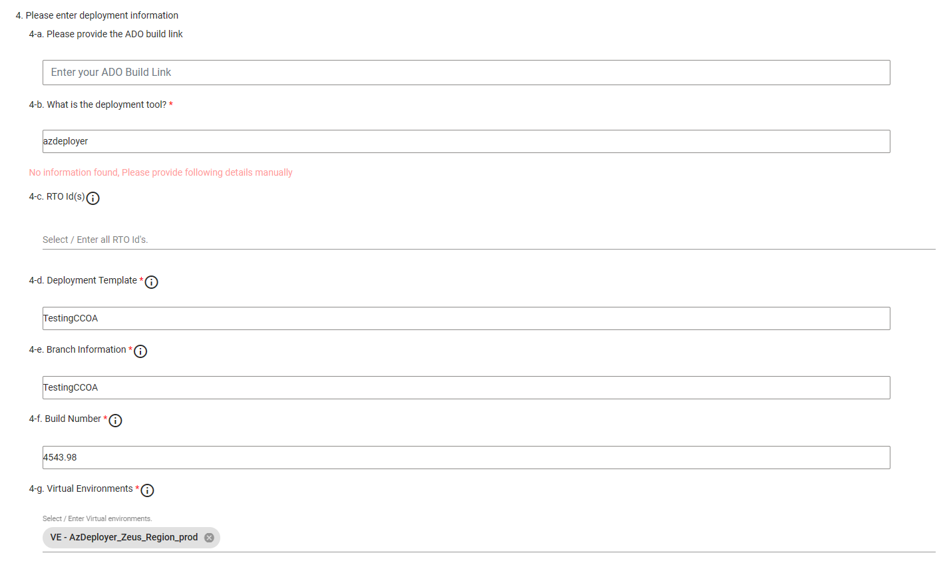 4. Please enter deployment information
4-a. Please provide the ADO build link
Enter your ADO Build Link
4-b. What is the deployment tool? *
azdeployer
No information found, Please provide following details manually
4-c. RTO Id(s)
Select / Enter all RTO Id's.
4-d. Deployment Template *
TestingCCOA
4-e. Branch Information *
TestingCCOA
4-f. Build Number *
4543.98
4-g. Virtual Environments *
Select / Enter Virtual environments.
VE - AzDeployer_Zeus_Region_prod